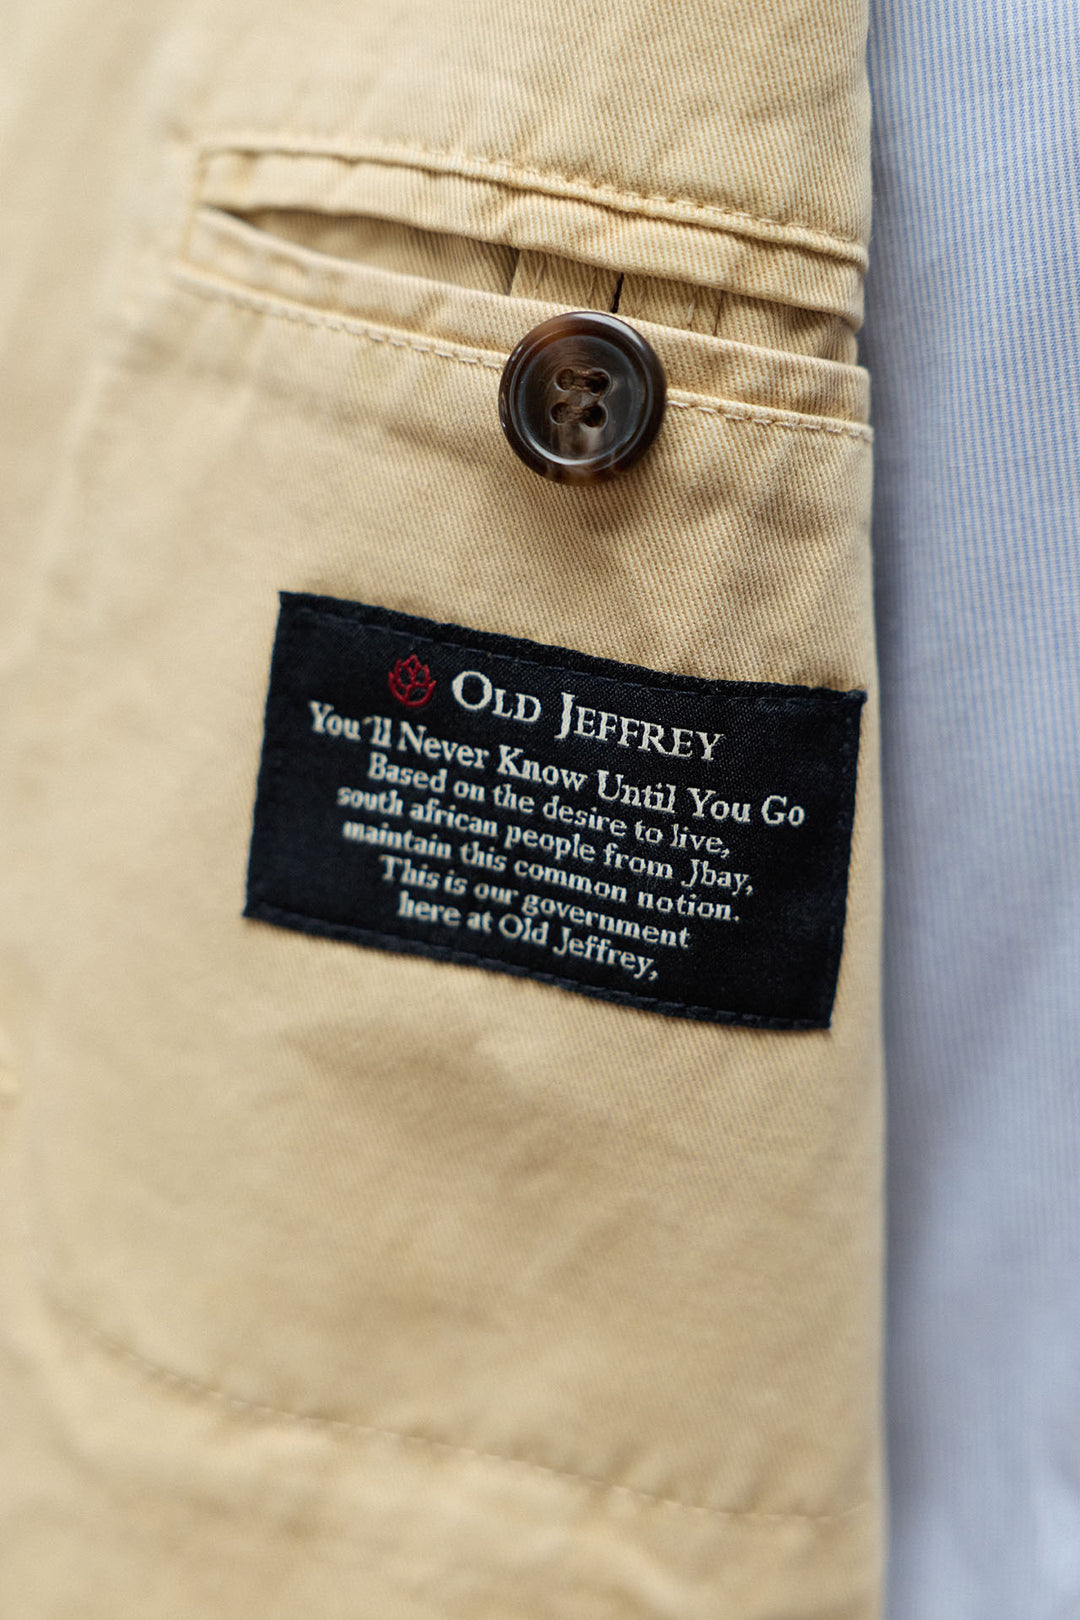 OLD JEFFREY
You´ll Never Know Until You Go
Based on the desire to live,
south african people from Jbay,
maintain this common notion.
This is our government
here at Old Jeffrey,